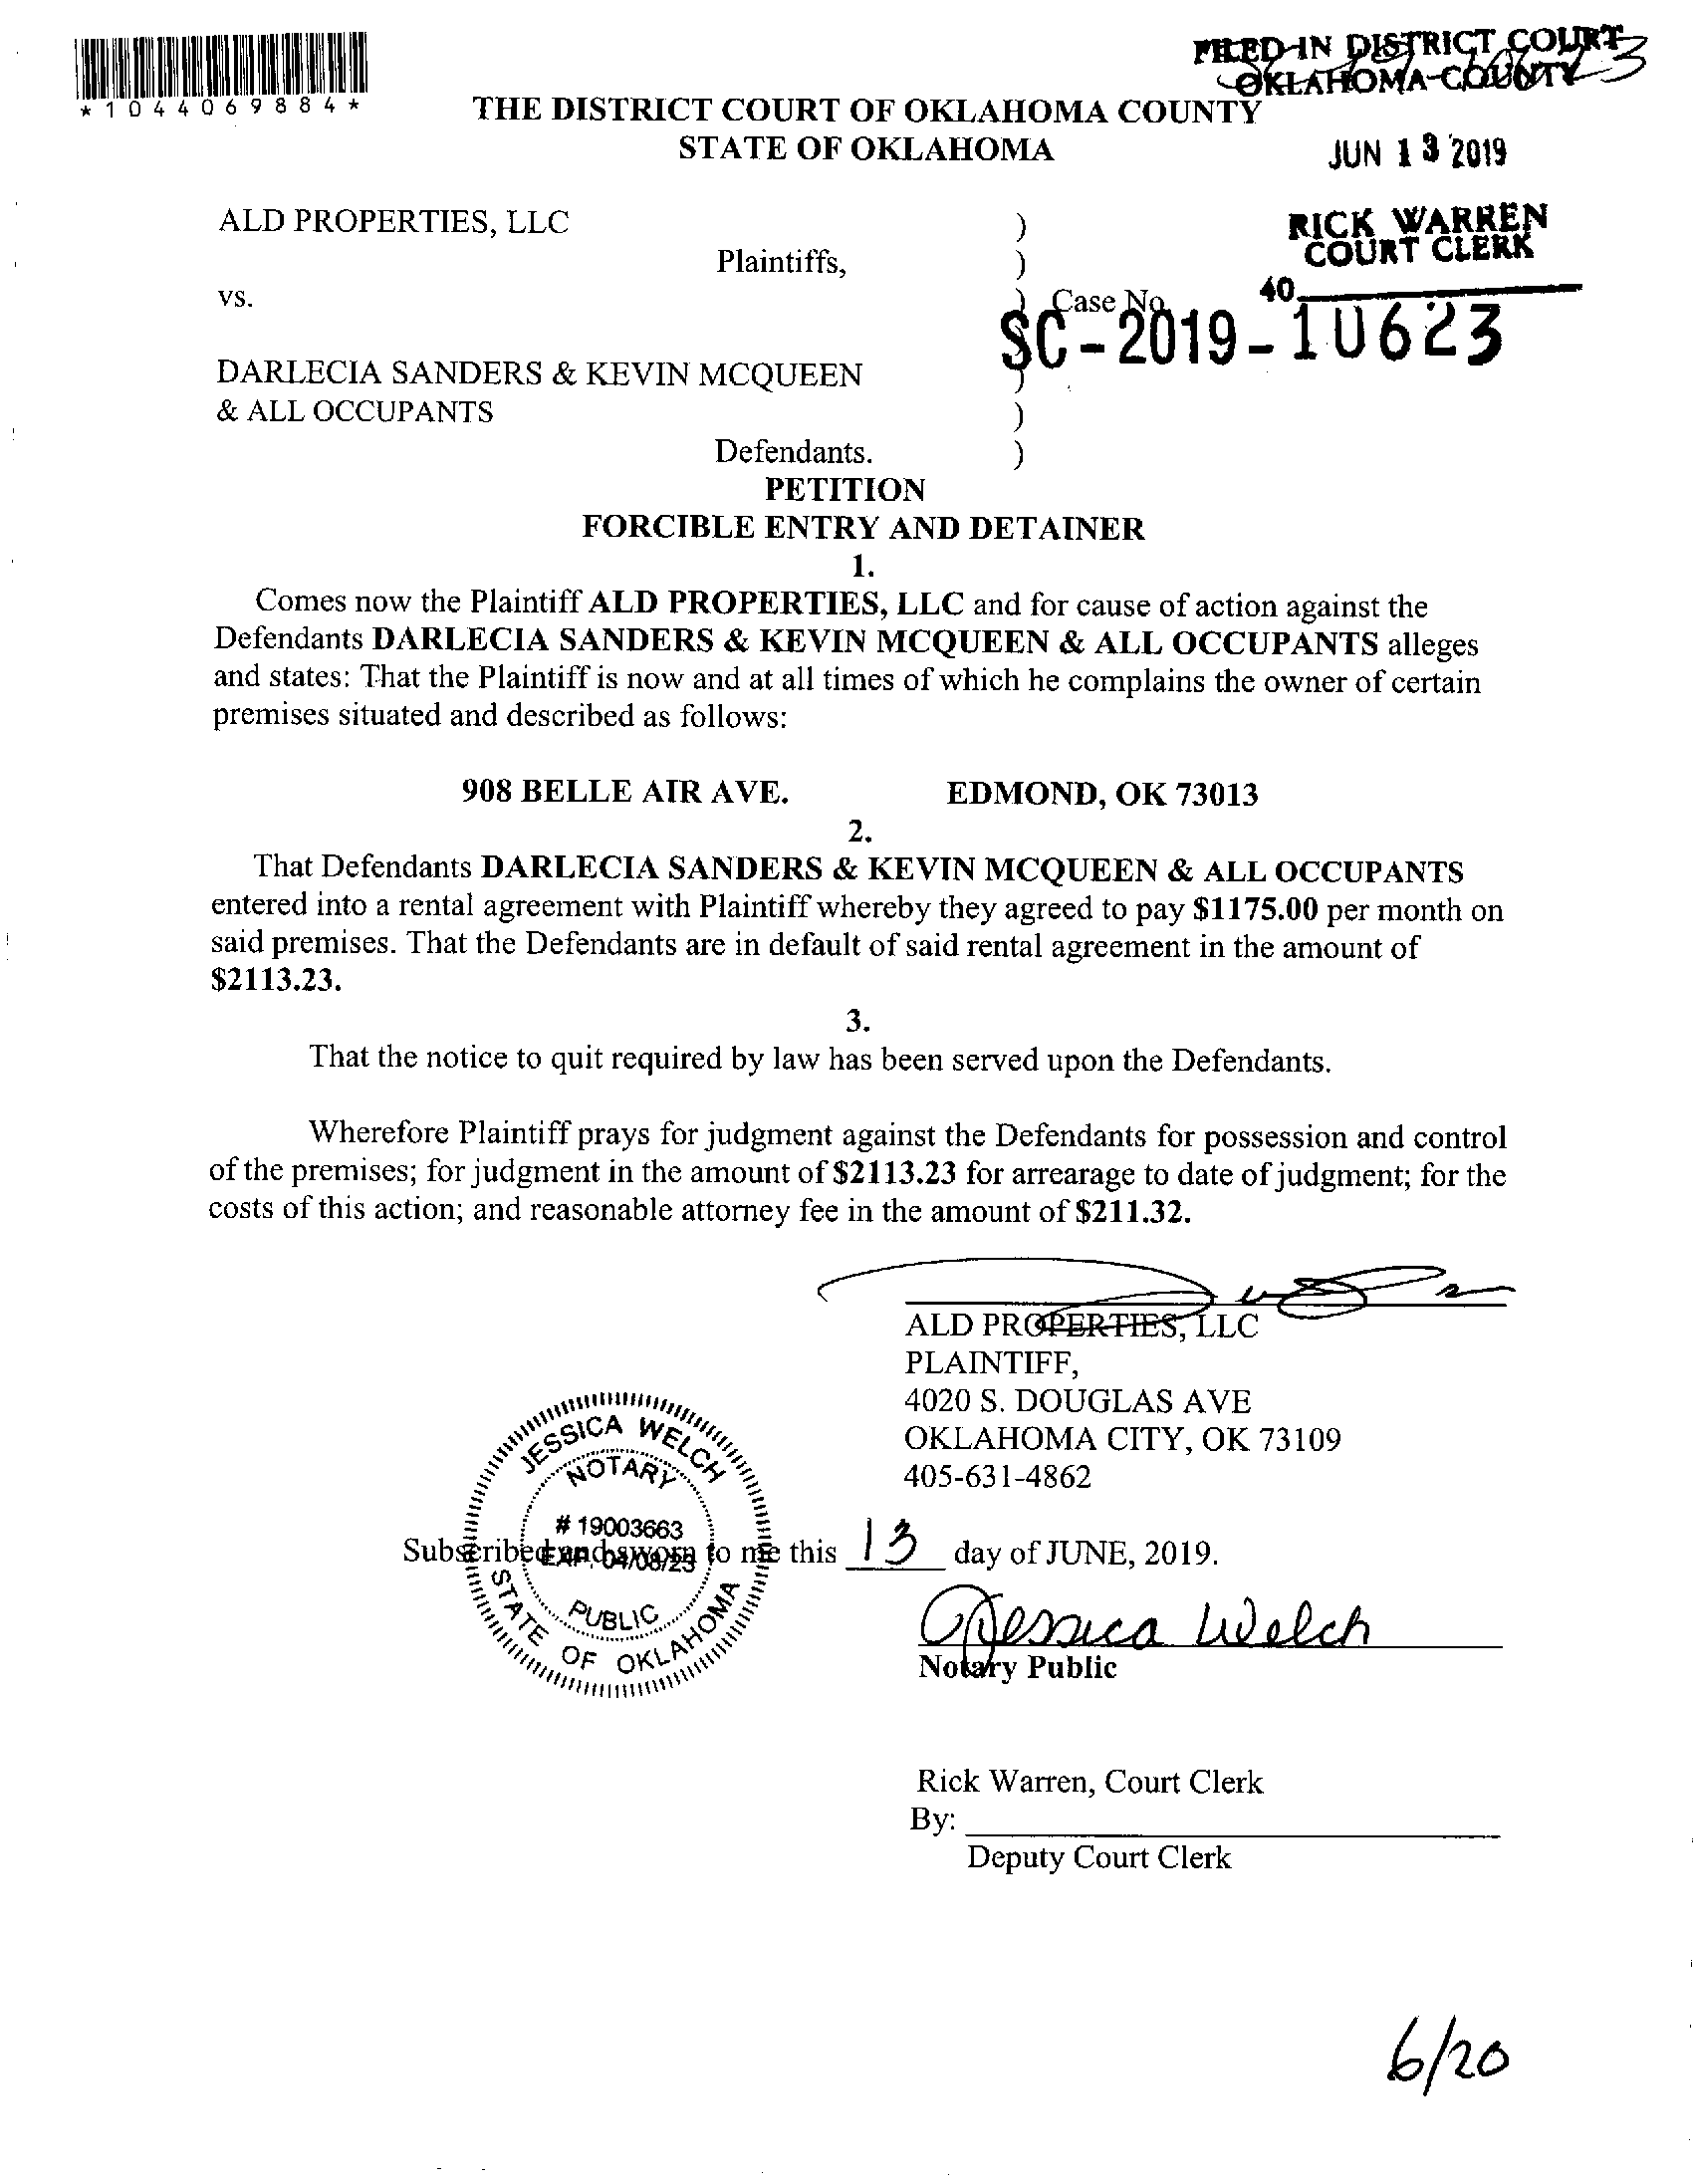 *1044069884*
FILED IN DISTRICT COURT
OKLAHOMA COUNTY
THE DISTRICT COURT OF OKLAHOMA COUNTY
STATE OF OKLAHOMA
JUN 13 2019
RICK WARREN
COURT CLERK
40
ALD PROPERTIES, LLC )
Plaintiffs, )
vs. ) Case No.
SC-2019-10623
DARLECIA SANDERS & KEVIN MCQUEEN )
& ALL OCCUPANTS )
Defendants. )
PETITION
FORCIBLE ENTRY AND DETAINER
1.
Comes now the Plaintiff ALD PROPERTIES, LLC and for cause of action against the
Defendants DARLECIA SANDERS & KEVIN MCQUEEN & ALL OCCUPANTS alleges
and states: That the Plaintiff is now and at all times of which he complains the owner of certain
premises situated and described as follows:
908 BELLE AIR AVE. EDMOND, OK 73013
2.
That Defendants DARLECIA SANDERS & KEVIN MCQUEEN & ALL OCCUPANTS
entered into a rental agreement with Plaintiff whereby they agreed to pay $1175.00 per month on
said premises. That the Defendants are in default of said rental agreement in the amount of
$2113.23.
3.
That the notice to quit required by law has been served upon the Defendants.
Wherefore Plaintiff prays for judgment against the Defendants for possession and control
of the premises; for judgment in the amount of $2113.23 for arrearage to date of judgment; for the
costs of this action; and reasonable attorney fee in the amount of $211.32.
ALD PROPERTIES, LLC
PLAINTIFF,
4020 S. DOUGLAS AVE
OKLAHOMA CITY, OK 73109
405-631-4862
JESSICA WELCH
NOTARY
# 19003663
EXP. 04/08/23
PUBLIC
STATE OF OKLAHOMA
Subscribed and sworn to me this 13 day of JUNE, 2019.
Jessica Welch
Notary Public
Rick Warren, Court Clerk
By:
Deputy Court Clerk
6/20